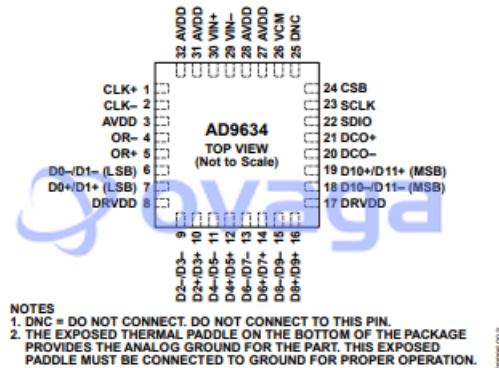 32 AVDD
31 AVDD
30 VIN+
29 VIN–
28 AVDD
27 AVDD
26 VCM
25 DNC
CLK+ 1
CLK– 2
AVDD 3
OR– 4
OR+ 5
D0–/D1– (LSB) 6
D0+/D1+ (LSB) 7
DRVDD 8
AD9634
TOP VIEW
(Not to Scale)
24 CSB
23 SCLK
22 SDIO
21 DCO+
20 DCO–
19 D10+/D11+ (MSB)
18 D10–/D11– (MSB)
17 DRVDD
ovaga
D2–/D3– 9
D2+/D3+ 10
D4–/D5– 11
D4+/D5+ 12
D6–/D7– 13
D6+/D7+ 14
D8–/D9– 15
D8+/D9+ 16
NOTES
1. DNC = DO NOT CONNECT. DO NOT CONNECT TO THIS PIN.
2. THE EXPOSED THERMAL PADDLE ON THE BOTTOM OF THE PACKAGE
PROVIDES THE ANALOG GROUND FOR THE PART. THIS EXPOSED
PADDLE MUST BE CONNECTED TO GROUND FOR PROPER OPERATION.